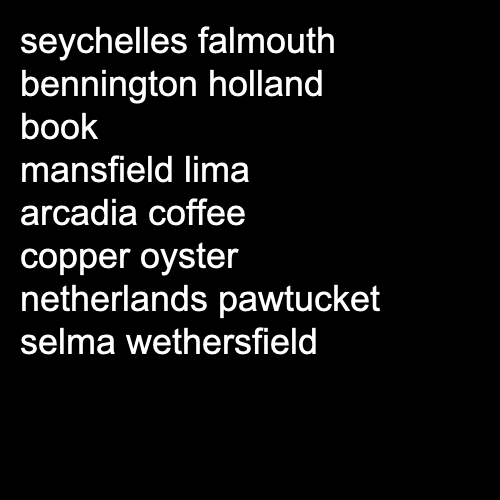 seychelles falmouth
bennington holland
book
mansfield lima
arcadia coffee
copper oyster
netherlands pawtucket
selma wethersfield